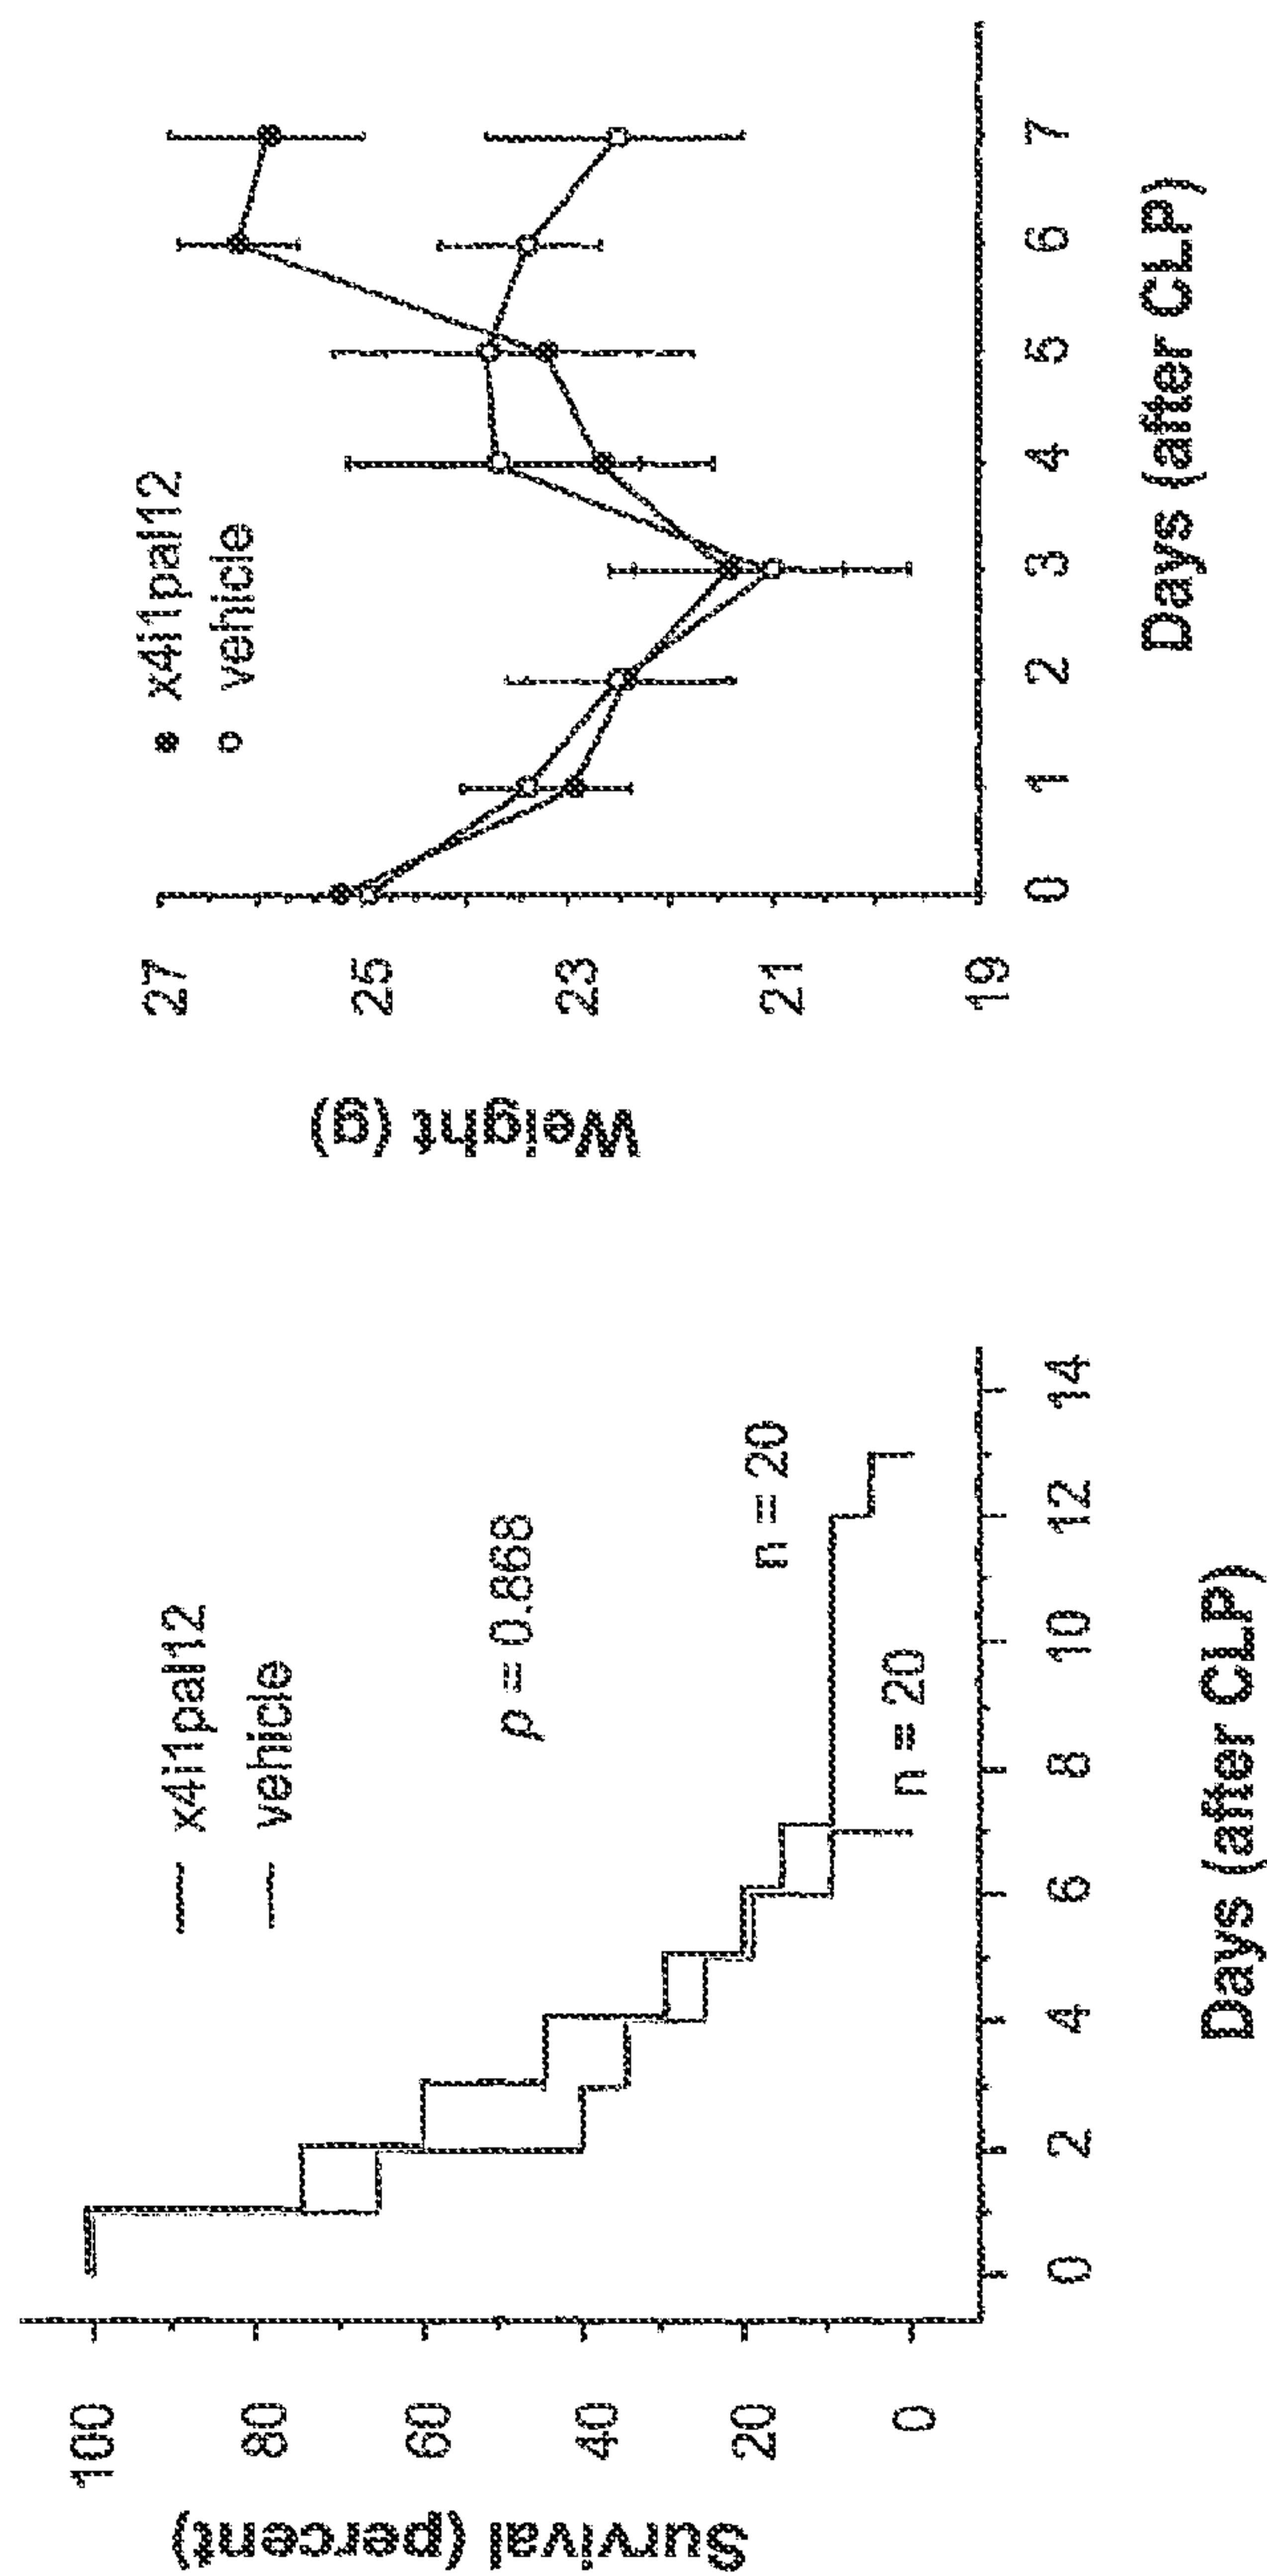 Survival (percent)
100
80
60
40
20
0
x4i1pal12
vehicle
p = 0.868
n = 20
n = 20
0 2 4 6 8 10 12 14
Days (after CLP)
Weight (g)
27
25
23
21
19
x4i1pal12
vehicle
0 1 2 3 4 5 6 7
Days (after CLP)